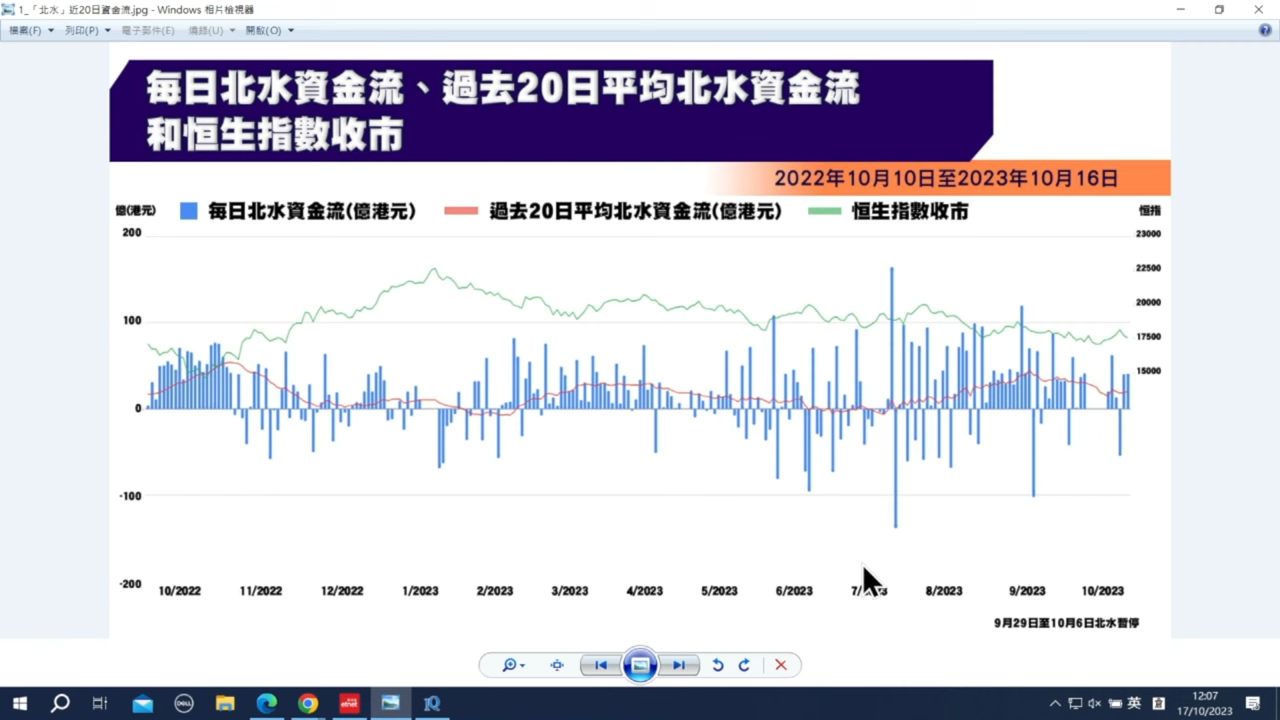 1_「北水」近20日資金流.jpg - Windows 相片檢視器
檔案(F) 列印(P) 電子郵件(E) 燒錄(U) 開啟(O)
每日北水資金流、過去20日平均北水資金流
和恒生指數收市
2022年10月10日至2023年10月16日
億(港元) 每日北水資金流(億港元) 過去20日平均北水資金流(億港元) 恒生指數收市 恒指
200 23000
22500
20000
100 17500
15000
0
-100
-200
10/2022 11/2022 12/2022 1/2023 2/2023 3/2023 4/2023 5/2023 6/2023 8/2023 9/2023 10/2023
9月29日至10月6日北水暫停
DELL etnet IQ 英 12:07
17/10/2023